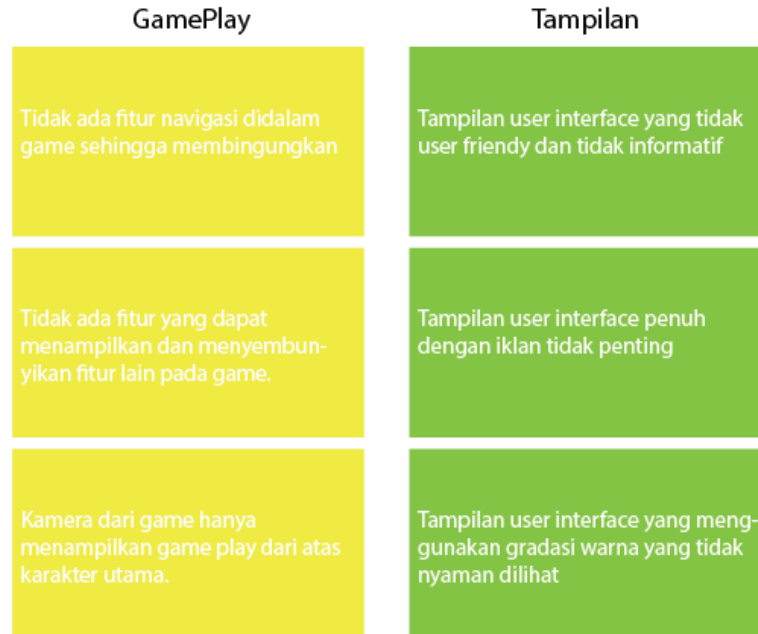 GamePlay
Tidak ada fitur navigasi didalam
game sehingga membingungkan
Tidak ada fitur yang dapat
menampilkan dan menyembun-
yikan fitur lain pada game.
Kamera dari game hanya
menampilkan game play dari atas
karakter utama.
Tampilan
Tampilan user interface yang tidak
user friendy dan tidak informatif
Tampilan user interface penuh
dengan iklan tidak penting
Tampilan user interface yang meng-
gunakan gradasi warna yang tidak
nyaman dilihat